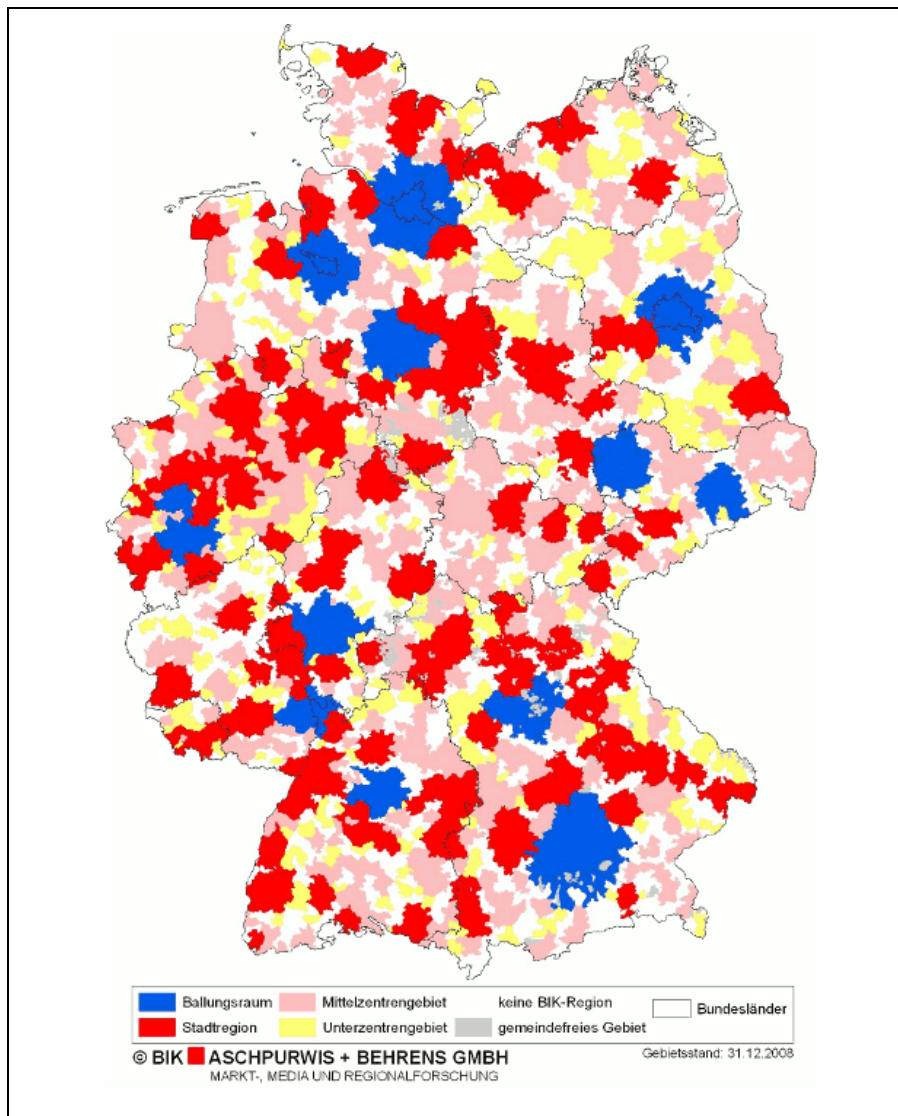 Ballungsraum Mittelzentrengebiet keine BIK-Region Bundesländer
Stadtregion Unterzentrengebiet gemeindefreies Gebiet
© BIK ASCHPURWIS + BEHRENS GMBH Gebietsstand: 31.12.2008
MARKT-, MEDIA UND REGIONALFORSCHUNG